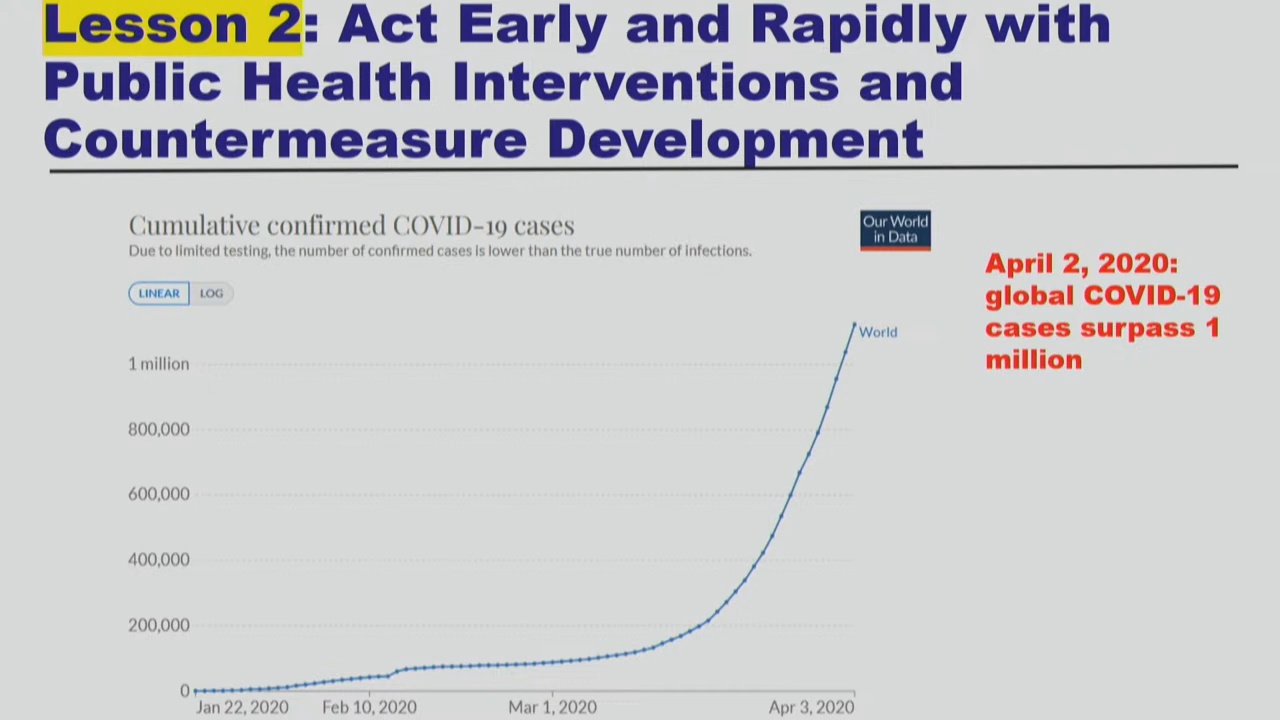 Lesson 2: Act Early and Rapidly with
Public Health Interventions and
Countermeasure Development
Cumulative confirmed COVID-19 cases
Due to limited testing, the number of confirmed cases is lower than the true number of infections.
Our World
in Data
LINEAR LOG
April 2, 2020:
global COVID-19
cases surpass 1
million
World
1 million
800,000
600,000
400,000
200,000
0
Jan 22, 2020 Feb 10, 2020 Mar 1, 2020 Apr 3, 2020